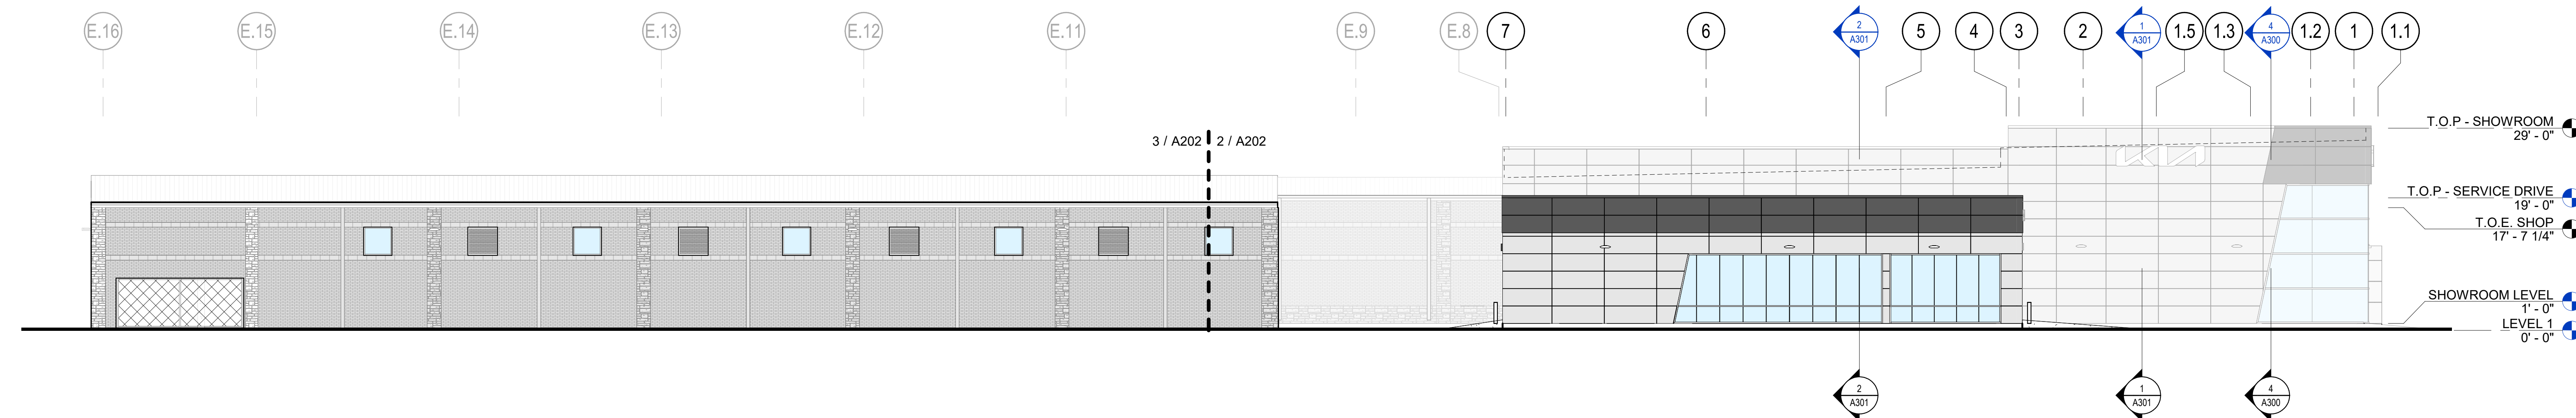 E.16
E.15
E.14
E.13
E.12
E.11
E.9
E.8
7
6
2
A301
5
4
3
2
1
A301
1.5
1.3
4
A300
1.2
1
1.1
3 / A202
2 / A202
T.O.P - SHOWROOM
29' - 0"
T.O.P - SERVICE DRIVE
19' - 0"
T.O.E. SHOP
17' - 7 1/4"
SHOWROOM LEVEL
1' - 0"
LEVEL 1
0' - 0"
2
A301
1
A301
4
A300